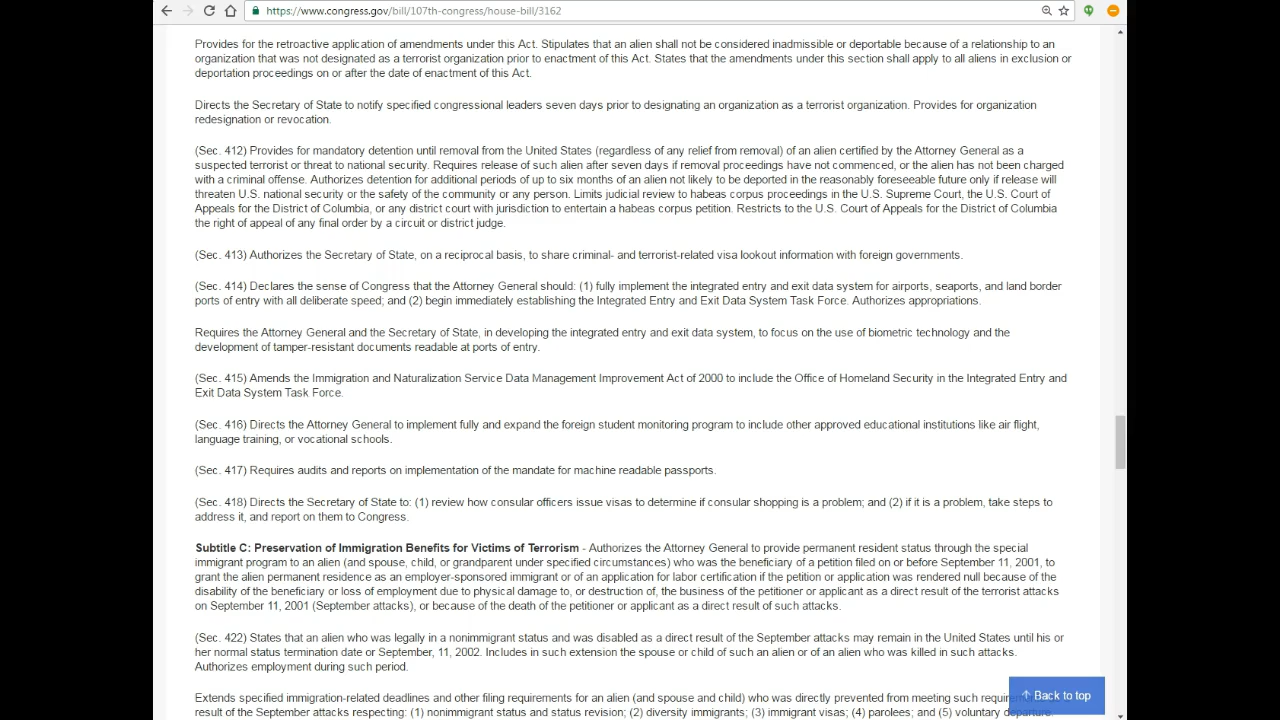 https://www.congress.gov/bill/107th-congress/house-bill/3162
Provides for the retroactive application of amendments under this Act. Stipulates that an alien shall not be considered inadmissible or deportable because of a relationship to an
organization that was not designated as a terrorist organization prior to enactment of this Act. States that the amendments under this section shall apply to all aliens in exclusion or
deportation proceedings on or after the date of enactment of this Act.
Directs the Secretary of State to notify specified congressional leaders seven days prior to designating an organization as a terrorist organization. Provides for organization
redesignation or revocation.
(Sec. 412) Provides for mandatory detention until removal from the United States (regardless of any relief from removal) of an alien certified by the Attorney General as a
suspected terrorist or threat to national security. Requires release of such alien after seven days if removal proceedings have not commenced, or the alien has not been charged
with a criminal offense. Authorizes detention for additional periods of up to six months of an alien not likely to be deported in the reasonably foreseeable future only if release will
threaten U.S. national security or the safety of the community or any person. Limits judicial review to habeas corpus proceedings in the U.S. Supreme Court, the U.S. Court of
Appeals for the District of Columbia, or any district court with jurisdiction to entertain a habeas corpus petition. Restricts to the U.S. Court of Appeals for the District of Columbia
the right of appeal of any final order by a circuit or district judge.
(Sec. 413) Authorizes the Secretary of State, on a reciprocal basis, to share criminal- and terrorist-related visa lookout information with foreign governments.
(Sec. 414) Declares the sense of Congress that the Attorney General should: (1) fully implement the integrated entry and exit data system for airports, seaports, and land border
ports of entry with all deliberate speed; and (2) begin immediately establishing the Integrated Entry and Exit Data System Task Force. Authorizes appropriations.
Requires the Attorney General and the Secretary of State, in developing the integrated entry and exit data system, to focus on the use of biometric technology and the
development of tamper-resistant documents readable at ports of entry.
(Sec. 415) Amends the Immigration and Naturalization Service Data Management Improvement Act of 2000 to include the Office of Homeland Security in the Integrated Entry and
Exit Data System Task Force.
(Sec. 416) Directs the Attorney General to implement fully and expand the foreign student monitoring program to include other approved educational institutions like air flight,
language training, or vocational schools.
(Sec. 417) Requires audits and reports on implementation of the mandate for machine readable passports.
(Sec. 418) Directs the Secretary of State to: (1) review how consular officers issue visas to determine if consular shopping is a problem; and (2) if it is a problem, take steps to
address it, and report on them to Congress.
Subtitle C: Preservation of Immigration Benefits for Victims of Terrorism - Authorizes the Attorney General to provide permanent resident status through the special
immigrant program to an alien (and spouse, child, or grandparent under specified circumstances) who was the beneficiary of a petition filed on or before September 11, 2001, to
grant the alien permanent residence as an employer-sponsored immigrant or of an application for labor certification if the petition or application was rendered null because of the
disability of the beneficiary or loss of employment due to physical damage to, or destruction of, the business of the petitioner or applicant as a direct result of the terrorist attacks
on September 11, 2001 (September attacks), or because of the death of the petitioner or applicant as a direct result of such attacks.
(Sec. 422) States that an alien who was legally in a nonimmigrant status and was disabled as a direct result of the September attacks may remain in the United States until his or
her normal status termination date or September, 11, 2002. Includes in such extension the spouse or child of such an alien or of an alien who was killed in such attacks.
Authorizes employment during such period.
Extends specified immigration-related deadlines and other filing requirements for an alien (and spouse and child) who was directly prevented from meeting such
result of the September attacks respecting: (1) nonimmigrant status and status revision; (2) diversity immigrants; (3) immigrant visas; (4) parolees; and (5) voluntary departure.
↑ Back to top